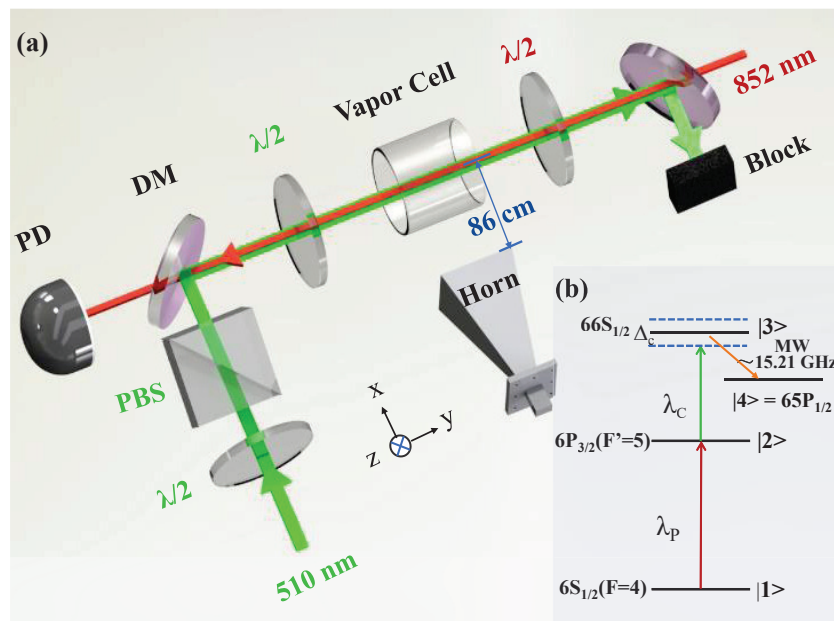 (a)
λ/2
852 nm
Vapor Cell
λ/2
DM
Block
PD
86 cm
Horn
PBS
x
y
z
λ/2
510 nm
(b)
66S1/2 Δc |3>
MW
~15.21 GHz
|4> = 65P1/2
λC
6P3/2(F'=5) |2>
λP
6S1/2(F=4) |1>